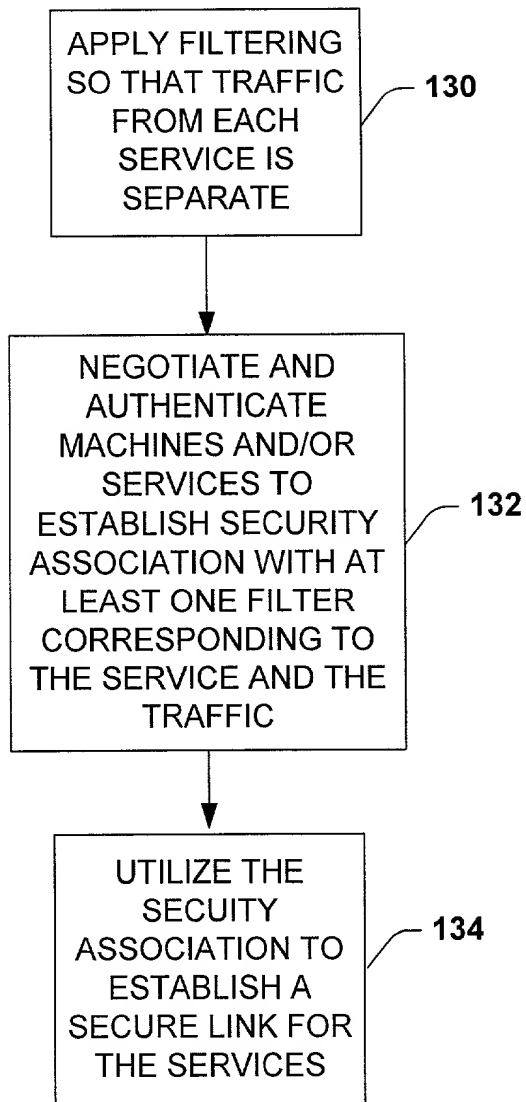 APPLY FILTERING
SO THAT TRAFFIC
FROM EACH
SERVICE IS
SEPARATE
130
NEGOTIATE AND
AUTHENTICATE
MACHINES AND/OR
SERVICES TO
ESTABLISH SECURITY
ASSOCIATION WITH AT
LEAST ONE FILTER
CORRESPONDING TO
THE SERVICE AND THE
TRAFFIC
132
UTILIZE THE
SECUITY
ASSOCIATION TO
ESTABLISH A
SECURE LINK FOR
THE SERVICES
134